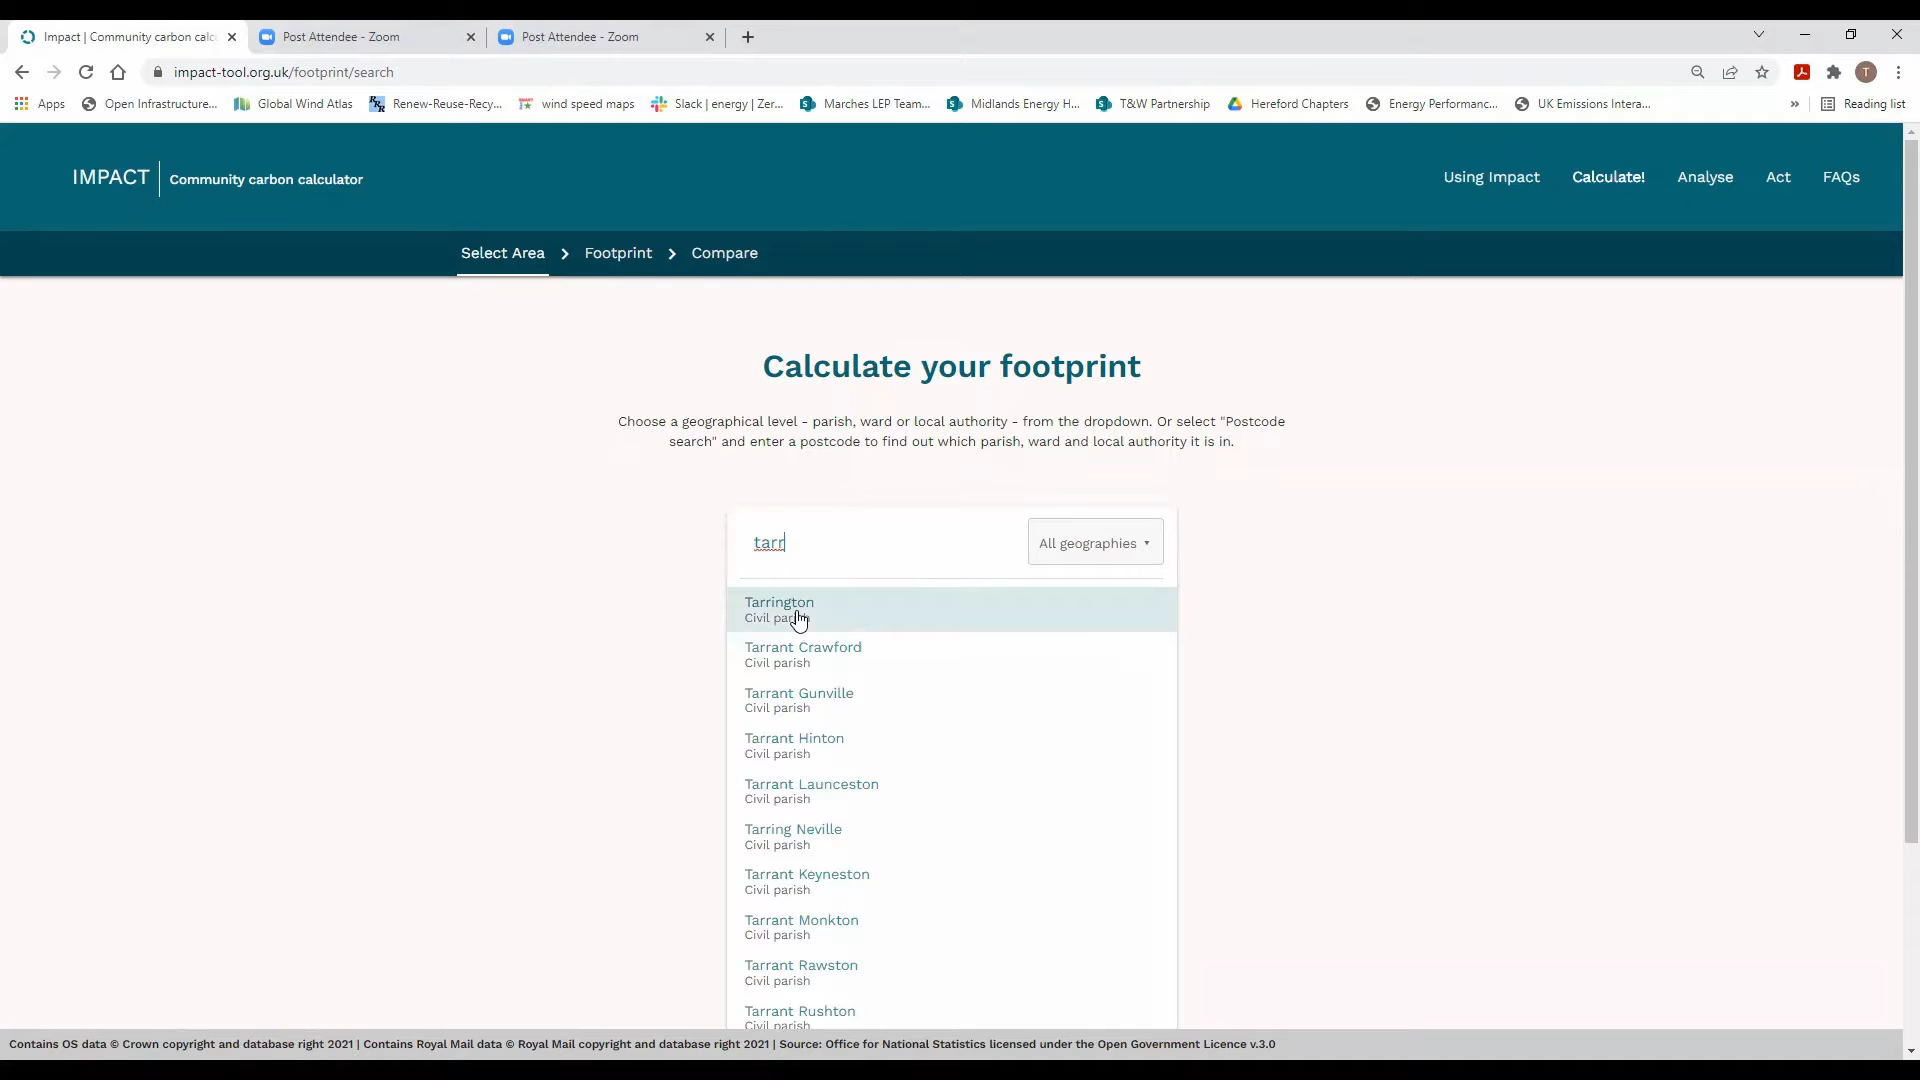 Impact | Community carbon calc
Post Attendee - Zoom
Post Attendee - Zoom
impact-tool.org.uk/footprint/search
T
Apps
Open Infrastructure...
Global Wind Atlas
Renew-Reuse-Recy...
wind speed maps
Slack | energy | Zer...
Marches LEP Team...
Midlands Energy H...
T&W Partnership
Hereford Chapters
Energy Performanc...
UK Emissions Intera...
»
Reading list
IMPACT
Community carbon calculator
Using Impact
Calculate!
Analyse
Act
FAQs
Select Area
Footprint
Compare
Calculate your footprint
Choose a geographical level - parish, ward or local authority - from the dropdown. Or select "Postcode
search" and enter a postcode to find out which parish, ward and local authority it is in.
tarr
All geographies
Tarrington
Civil parish
Tarrant Crawford
Civil parish
Tarrant Gunville
Civil parish
Tarrant Hinton
Civil parish
Tarrant Launceston
Civil parish
Tarring Neville
Civil parish
Tarrant Keyneston
Civil parish
Tarrant Monkton
Civil parish
Tarrant Rawston
Civil parish
Tarrant Rushton
Civil parish
Contains OS data © Crown copyright and database right 2021 | Contains Royal Mail data © Royal Mail copyright and database right 2021 | Source: Office for National Statistics licensed under the Open Government Licence v.3.0